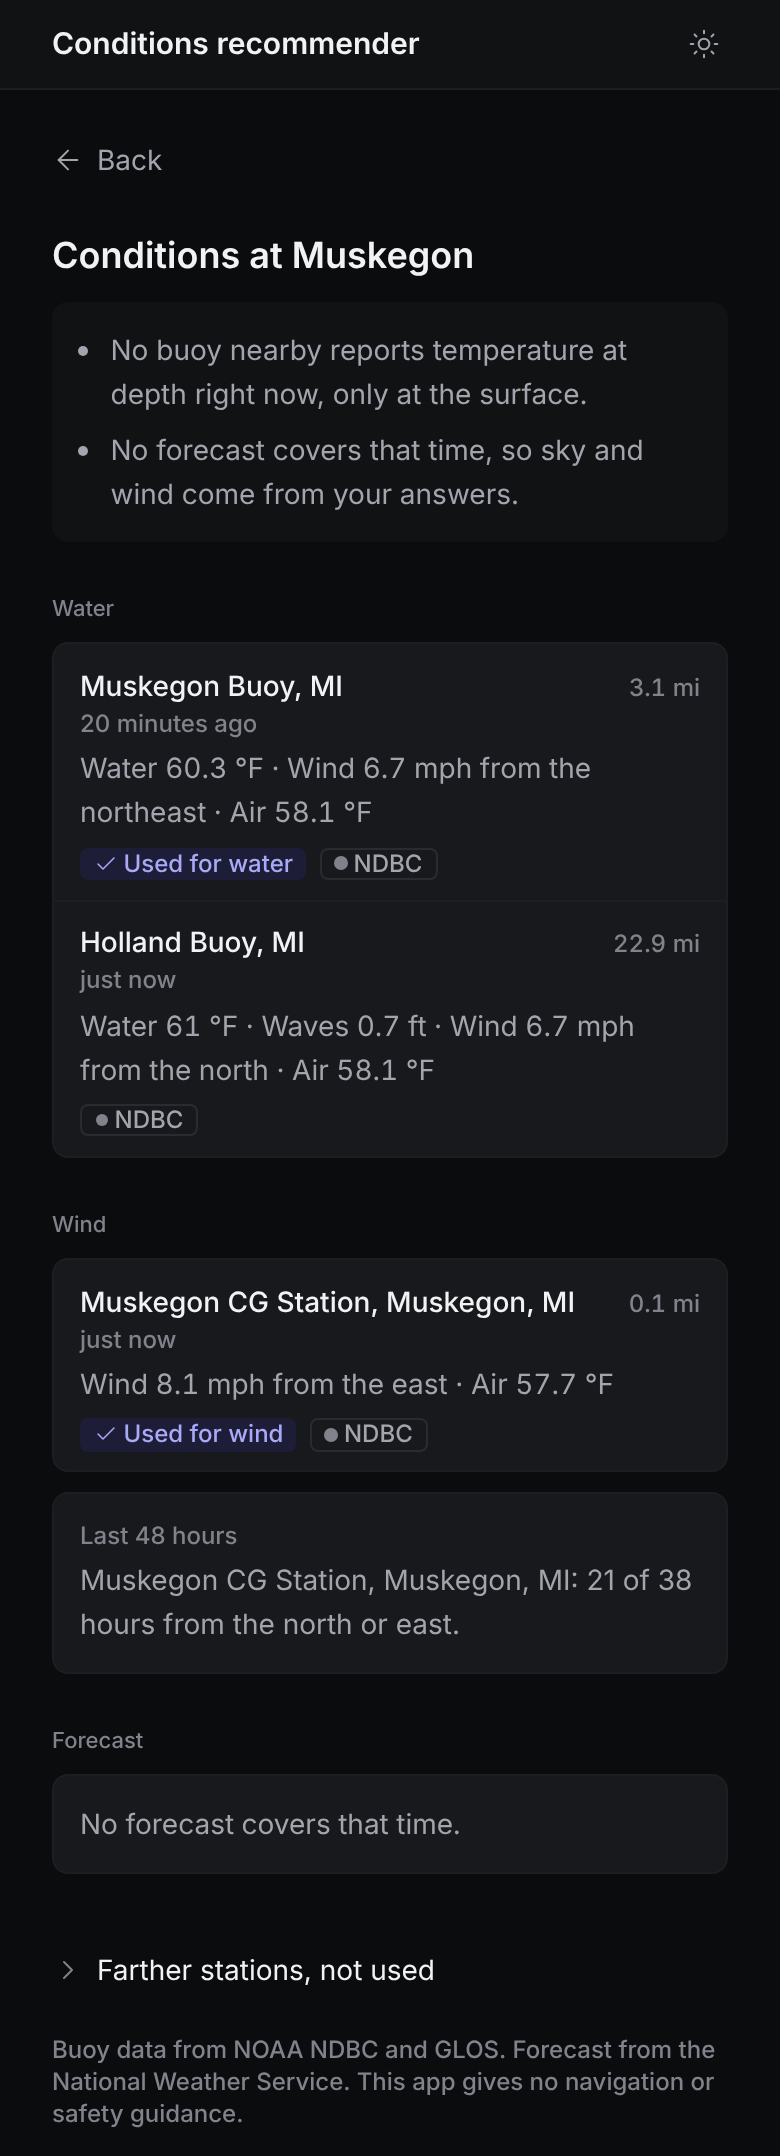 Conditions recommender
Back
Conditions at Muskegon
• No buoy nearby reports temperature at
depth right now, only at the surface.
• No forecast covers that time, so sky and
wind come from your answers.
Water
Muskegon Buoy, MI 3.1 mi
20 minutes ago
Water 60.3 °F · Wind 6.7 mph from the
northeast · Air 58.1 °F
Used for water NDBC
Holland Buoy, MI 22.9 mi
just now
Water 61 °F · Waves 0.7 ft · Wind 6.7 mph
from the north · Air 58.1 °F
NDBC
Wind
Muskegon CG Station, Muskegon, MI 0.1 mi
just now
Wind 8.1 mph from the east · Air 57.7 °F
Used for wind NDBC
Last 48 hours
Muskegon CG Station, Muskegon, MI: 21 of 38
hours from the north or east.
Forecast
No forecast covers that time.
Farther stations, not used
Buoy data from NOAA NDBC and GLOS. Forecast from the
National Weather Service. This app gives no navigation or
safety guidance.